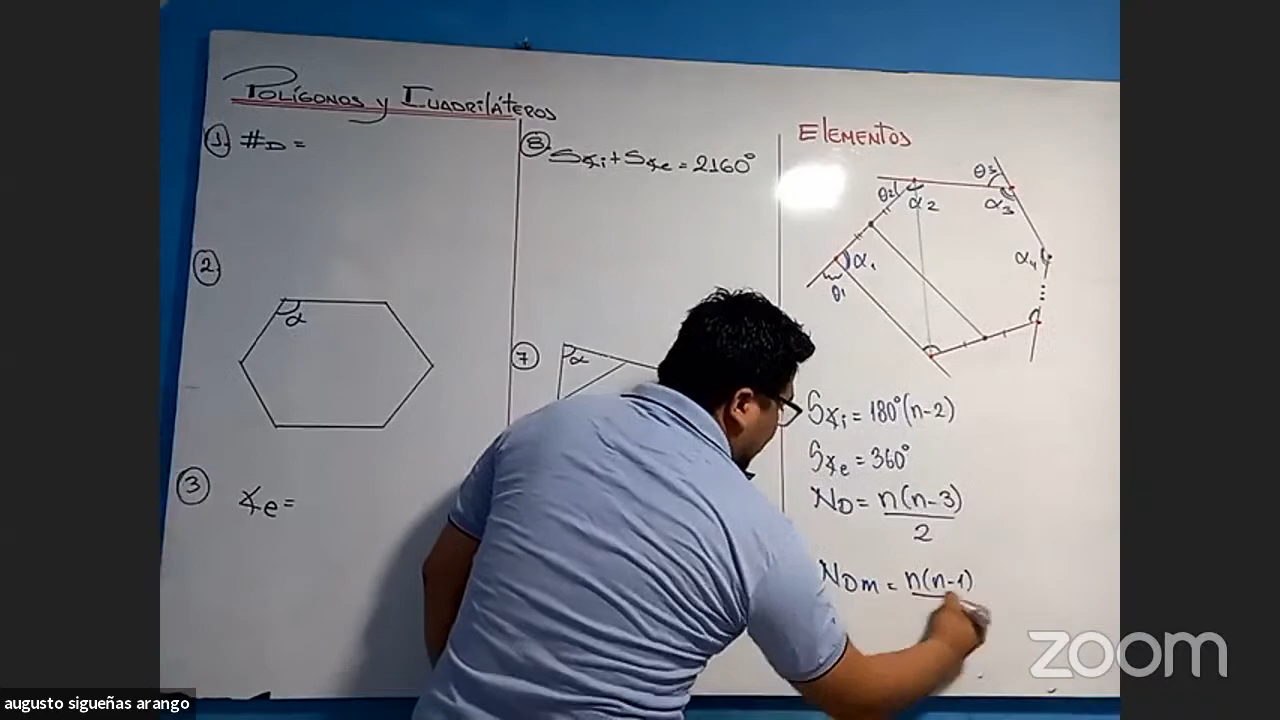 Polígonos y Cuadriláteros
1. #D =
2
α
3 ∡e =
8. S∡i + S∡e = 2160°
7
α
Elementos
θ3
θ2 α2 α3
α1 α4
θ1
S∡i = 180°(n-2)
S∡e = 360°
ND = n(n-3)
2
NDm = n(n-1)
zoom
augusto sigueñas arango